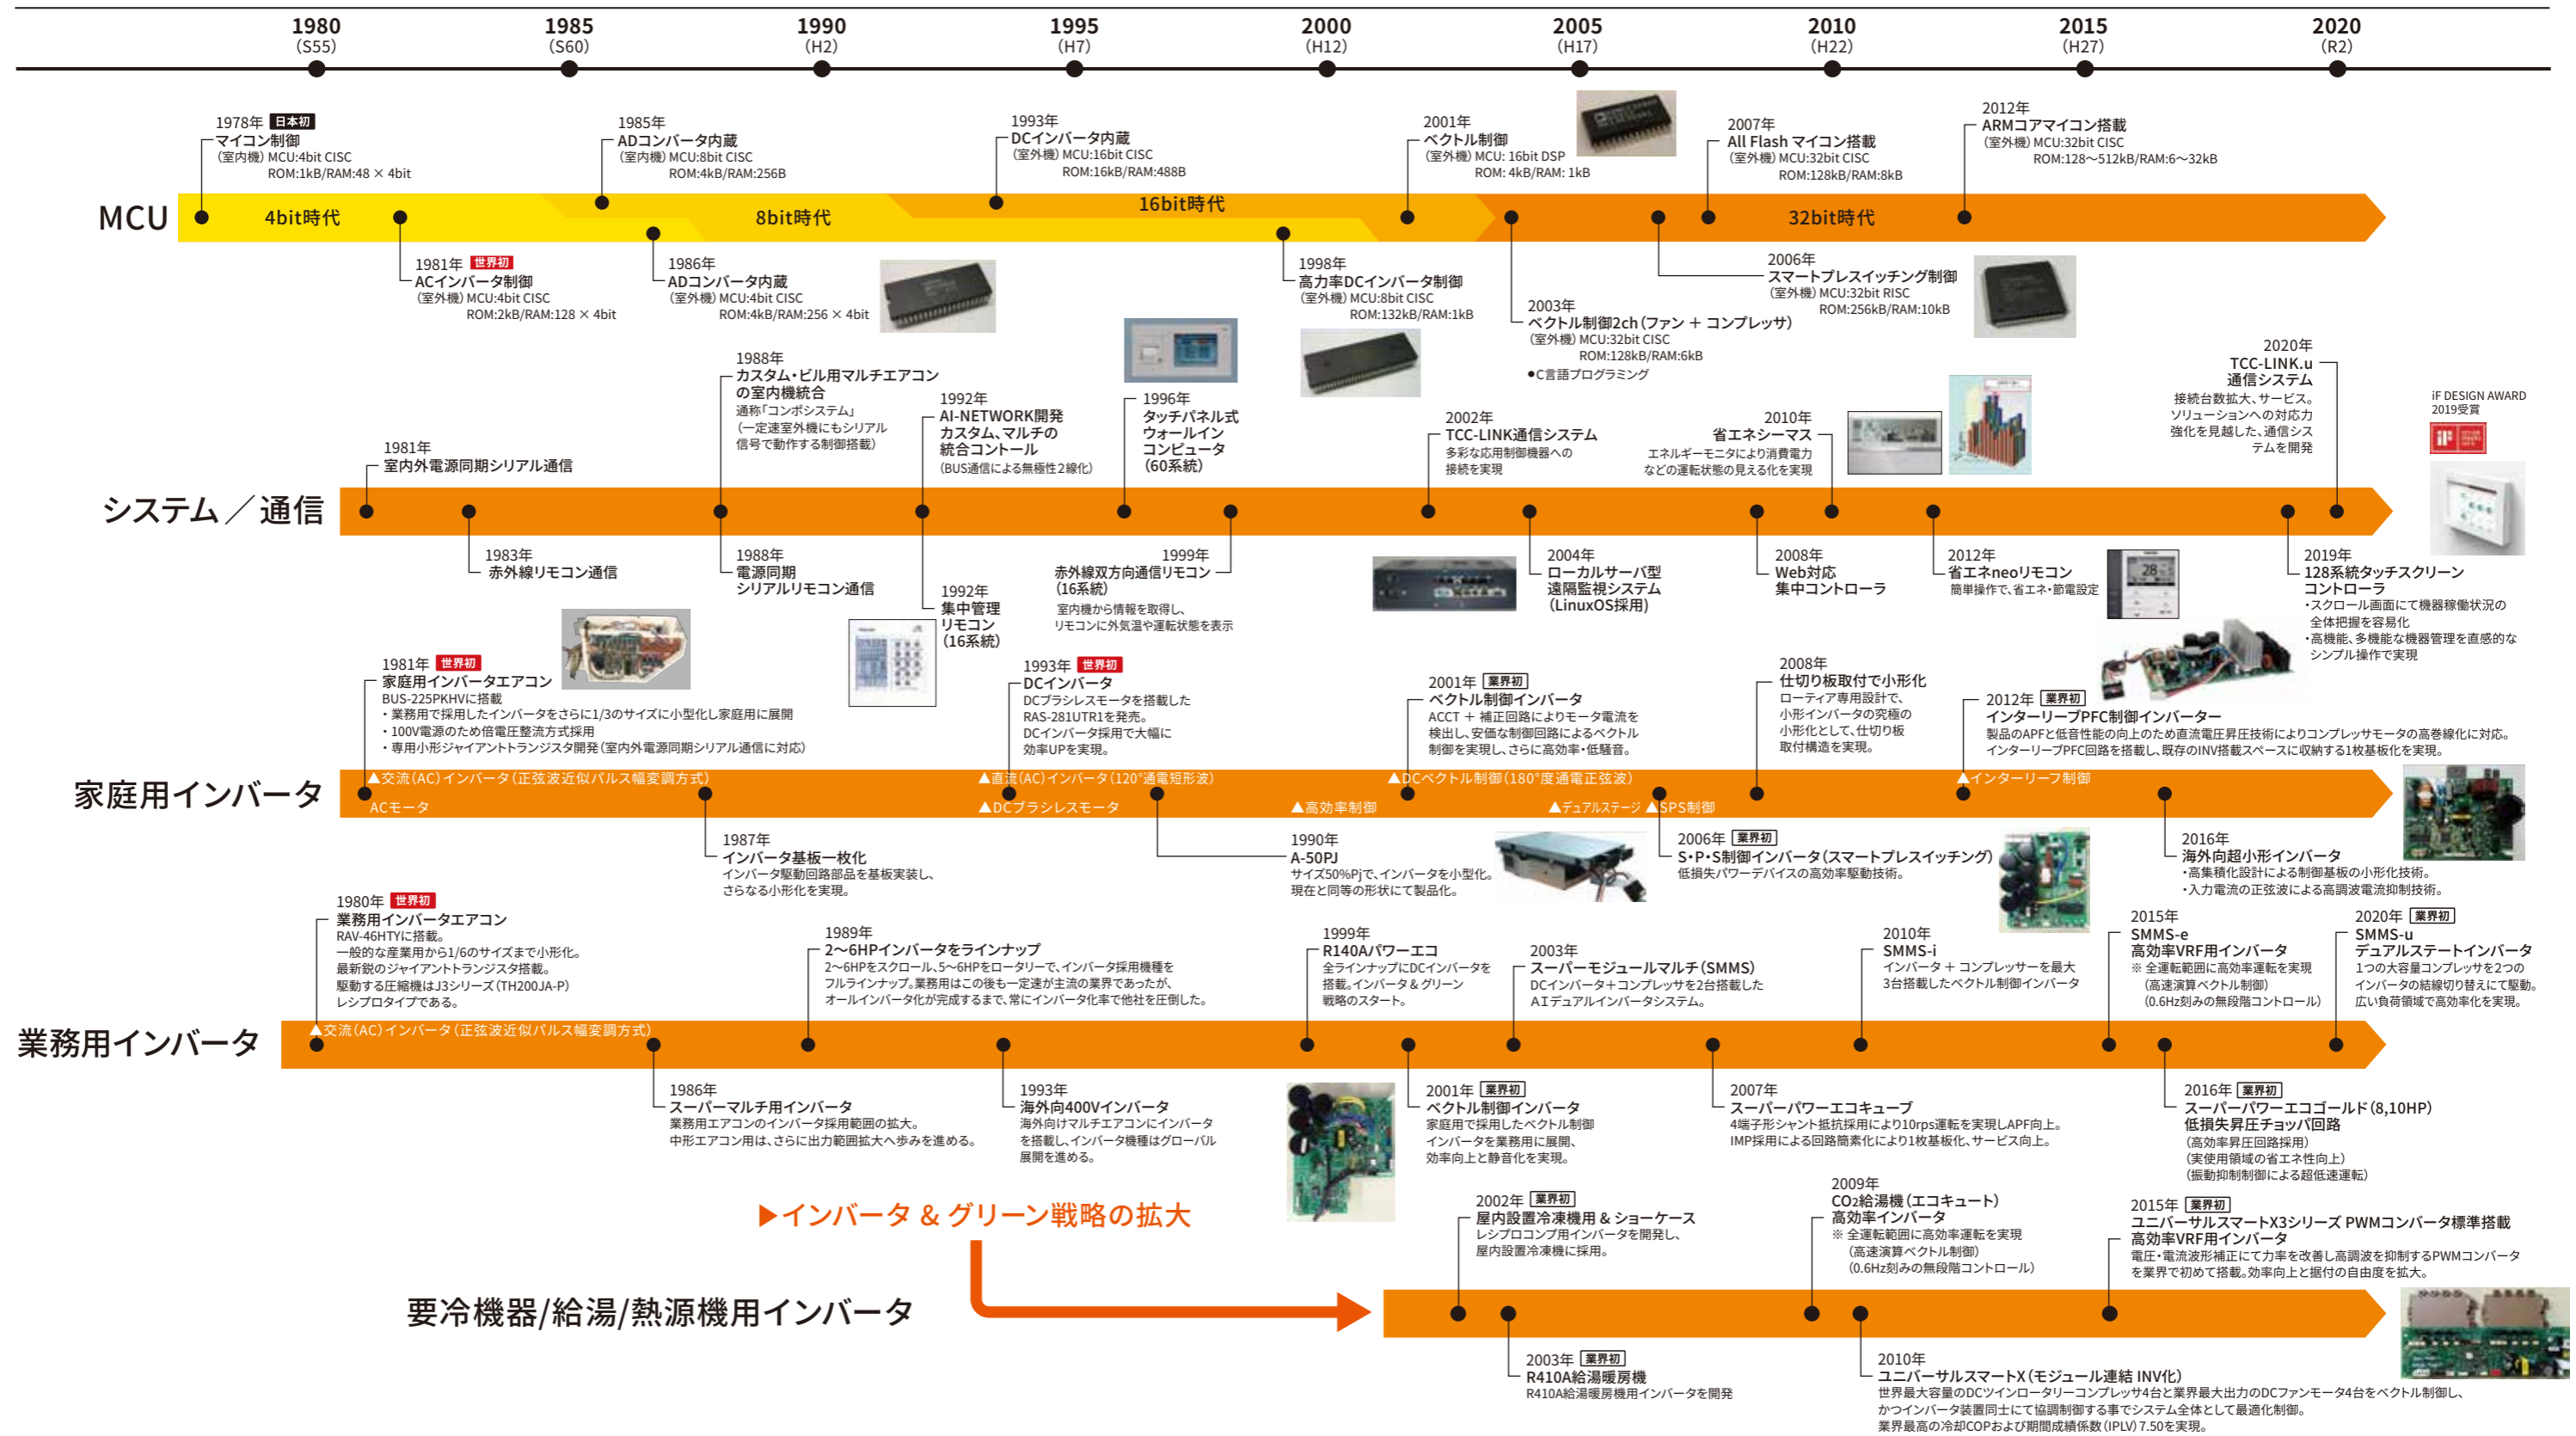 1980
(S55)
1985
(S60)
1990
(H2)
1995
(H7)
2000
(H12)
2005
(H17)
2010
(H22)
2015
(H27)
2020
(R2)
1978年 日本初
マイコン制御
(室内機) MCU:4bit CISC
ROM:1kB/RAM:48 × 4bit
1985年
ADコンバータ内蔵
(室内機) MCU:8bit CISC
ROM:4kB/RAM:256B
1993年
DCインバータ内蔵
(室外機) MCU:16bit CISC
ROM:16kB/RAM:488B
2001年
ベクトル制御
(室外機) MCU: 16bit DSP
ROM: 4kB/RAM: 1kB
2007年
All Flash マイコン搭載
(室外機) MCU:32bit CISC
ROM:128kB/RAM:8kB
2012年
ARMコアマイコン搭載
(室外機) MCU:32bit CISC
ROM:128〜512kB/RAM:6〜32kB
MCU
4bit時代
8bit時代
16bit時代
32bit時代
1981年 世界初
ACインバータ制御
(室外機) MCU:4bit CISC
ROM:2kB/RAM:128 × 4bit
1986年
ADコンバータ内蔵
(室外機) MCU:4bit CISC
ROM:4kB/RAM:256 × 4bit
1998年
高力率DCインバータ制御
(室外機) MCU:8bit CISC
ROM:132kB/RAM:1kB
2003年
ベクトル制御2ch(ファン + コンプレッサ)
(室外機) MCU:32bit CISC
ROM:128kB/RAM:6kB
●C言語プログラミング
2006年
スマートプレスイッチング制御
(室外機) MCU:32bit RISC
ROM:256kB/RAM:10kB
1981年
室内外電源同期シリアル通信
1988年
カスタム・ビル用マルチエアコン
の室内機統合
通称「コンポシステム」
(一定速室外機にもシリアル
信号で動作する制御搭載)
1992年
AI-NETWORK開発
カスタム、マルチの
統合コントール
(BUS通信による無極性2線化)
1996年
タッチパネル式
ウォールイン
コンピュータ
(60系統)
2002年
TCC-LINK通信システム
多彩な応用制御機器への
接続を実現
2010年
省エネシーマス
エネルギーモニタにより消費電力
などの運転状態の見える化を実現
2020年
TCC-LINK.u
通信システム
接続台数拡大、サービス。
ソリューションへの対応力
強化を見越した、通信シス
テムを開発
iF DESIGN AWARD
2019受賞
システム／通信
1983年
赤外線リモコン通信
1988年
電源同期
シリアルリモコン通信
1992年
集中管理
リモコン
(16系統)
1999年
赤外線双方向通信リモコン
(16系統)
室内機から情報を取得し、
リモコンに外気温や運転状態を表示
2004年
ローカルサーバ型
遠隔監視システム
(LinuxOS採用)
2008年
Web対応
集中コントローラ
2012年
省エネneoリモコン
簡単操作で、省エネ・節電設定
2019年
128系統タッチスクリーン
コントローラ
・スクロール画面にて機器稼働状況の
全体把握を容易化
・高機能、多機能な機器管理を直感的な
シンプル操作で実現
1981年 世界初
家庭用インバータエアコン
BUS-225PKHVに搭載
・業務用で採用したインバータをさらに1/3のサイズに小型化し家庭用に展開
・100V電源のため倍電圧整流方式採用
・専用小形ジャイアントトランジスタ開発(室内外電源同期シリアル通信に対応)
1993年 世界初
DCインバータ
DCブラシレスモータを搭載した
RAS-281UTR1を発売。
DCインバータ採用で大幅に
効率UPを実現。
2001年 業界初
ベクトル制御インバータ
ACCT + 補正回路によりモータ電流を
検出し、安価な制御回路によるベクトル
制御を実現し、さらに高効率・低騒音。
2008年
仕切り板取付で小形化
ローティア専用設計で、
小形インバータの究極の
小形化として、仕切り板
取付構造を実現。
2012年 業界初
インターリーブPFC制御インバーター
製品のAPFと低音性能の向上のため直流電圧昇圧技術によりコンプレッサモータの高巻線化に対応。
インターリーブPFC回路を搭載し、既存のINV搭載スペースに収納する1枚基板化を実現。
家庭用インバータ
▲交流(AC)インバータ(正弦波近似パルス幅変調方式)
ACモータ
▲直流(AC)インバータ(120°通電短形波)
▲DCブラシレスモータ
▲高効率制御
▲DCベクトル制御(180°度通電正弦波)
▲デュアルステージ
▲SPS制御
▲インターリーフ制御
1987年
インバータ基板一枚化
インバータ駆動回路部品を基板実装し、
さらなる小形化を実現。
1990年
A-50PJ
サイズ50%Pjで、インバータを小型化。
現在と同等の形状にて製品化。
2006年 業界初
S・P・S制御インバータ(スマートプレスイッチング)
低損失パワーデバイスの高効率駆動技術。
2016年
海外向超小形インバータ
・高集積化設計による制御基板の小形化技術。
・入力電流の正弦波による高調波電流抑制技術。
1980年 世界初
業務用インバータエアコン
RAV-46HTYに搭載。
一般的な産業用から1/6のサイズまで小形化。
最新鋭のジャイアントトランジスタ搭載。
駆動する圧縮機はJ3シリーズ(TH200JA-P)
レシプロタイプである。
1989年
2〜6HPインバータをラインナップ
2〜6HPをスクロール、5〜6HPをロータリーで、インバータ採用機種を
フルラインナップ。業務用はこの後も一定速が主流の業界であったが、
オールインバータ化が完成するまで、常にインバータ化率で他社を圧倒した。
1999年
R140Aパワーエコ
全ラインナップにDCインバータを
搭載。インバータ & グリーン
戦略のスタート。
2003年
スーパーモジュールマルチ(SMMS)
DCインバータ+コンプレッサを2台搭載した
AIデュアルインバータシステム。
2010年
SMMS-i
インバータ + コンプレッサーを最大
3台搭載したベクトル制御インバータ
2015年
SMMS-e
高効率VRF用インバータ
※ 全運転範囲に高効率運転を実現
(高速演算ベクトル制御)
(0.6Hz刻みの無段階コントロール)
2020年 業界初
SMMS-u
デュアルステートインバータ
1つの大容量コンプレッサを2つの
インバータの結線切り替えにて駆動。
広い負荷領域で高効率化を実現。
業務用インバータ
▲交流(AC)インバータ(正弦波近似パルス幅変調方式)
1986年
スーパーマルチ用インバータ
業務用エアコンのインバータ採用範囲の拡大。
中形エアコン用は、さらに出力範囲拡大へ歩みを進める。
1993年
海外向400Vインバータ
海外向けマルチエアコンにインバータ
を搭載し、インバータ機種はグローバル
展開を進める。
2001年 業界初
ベクトル制御インバータ
家庭用で採用したベクトル制御
インバータを業務用に展開、
効率向上と静音化を実現。
2007年
スーパーパワーエコキューブ
4端子形シャント抵抗採用により10rps運転を実現しAPF向上。
IMP採用による回路簡素化により1枚基板化、サービス向上。
2016年 業界初
スーパーパワーエコゴールド(8,10HP)
低損失昇圧チョッパ回路
(高効率昇圧回路採用)
(実使用領域の省エネ性向上)
(振動抑制制御による超低速運転)
▶インバータ & グリーン戦略の拡大
2002年 業界初
屋内設置冷凍機用 & ショーケース
レシプロコンプ用インバータを開発し、
屋内設置冷凍機に採用。
2009年
CO2給湯機(エコキュート)
高効率インバータ
※ 全運転範囲に高効率運転を実現
(高速演算ベクトル制御)
(0.6Hz刻みの無段階コントロール)
2015年 業界初
ユニバーサルスマートX3シリーズ PWMコンバータ標準搭載
高効率VRF用インバータ
電圧・電流波形補正にて力率を改善し高調波を抑制するPWMコンバータ
を業界で初めて搭載。効率向上と据付の自由度を拡大。
要冷機器/給湯/熱源機用インバータ
2003年 業界初
R410A給湯暖房機
R410A給湯暖房機用インバータを開発
2010年
ユニバーサルスマートX(モジュール連結 INV化)
世界最大容量のDCツインロータリーコンプレッサ4台と業界最大出力のDCファンモータ4台をベクトル制御し、
かつインバータ装置同士にて協調制御する事でシステム全体として最適化制御。
業界最高の冷却COPおよび期間成績係数(IPLV)7.50を実現。